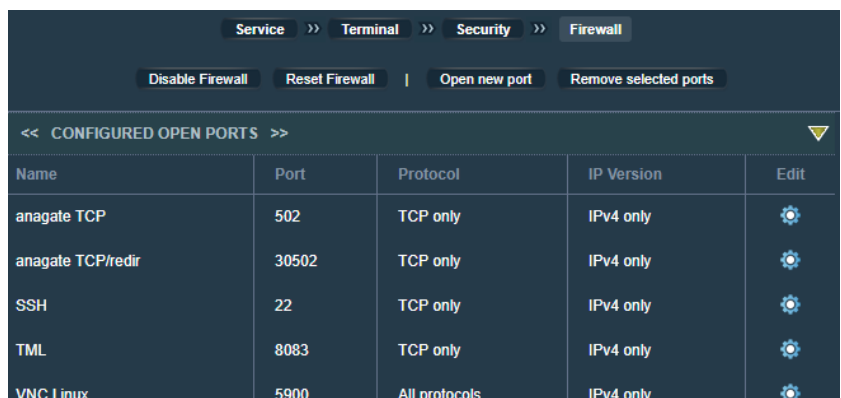 Service >> Terminal >> Security >> Firewall
Disable Firewall Reset Firewall | Open new port Remove selected ports
<< CONFIGURED OPEN PORTS >>
Name Port Protocol IP Version Edit
anagate TCP 502 TCP only IPv4 only
anagate TCP/redir 30502 TCP only IPv4 only
SSH 22 TCP only IPv4 only
TML 8083 TCP only IPv4 only
VNC Linux 5900 All protocols IPv4 only